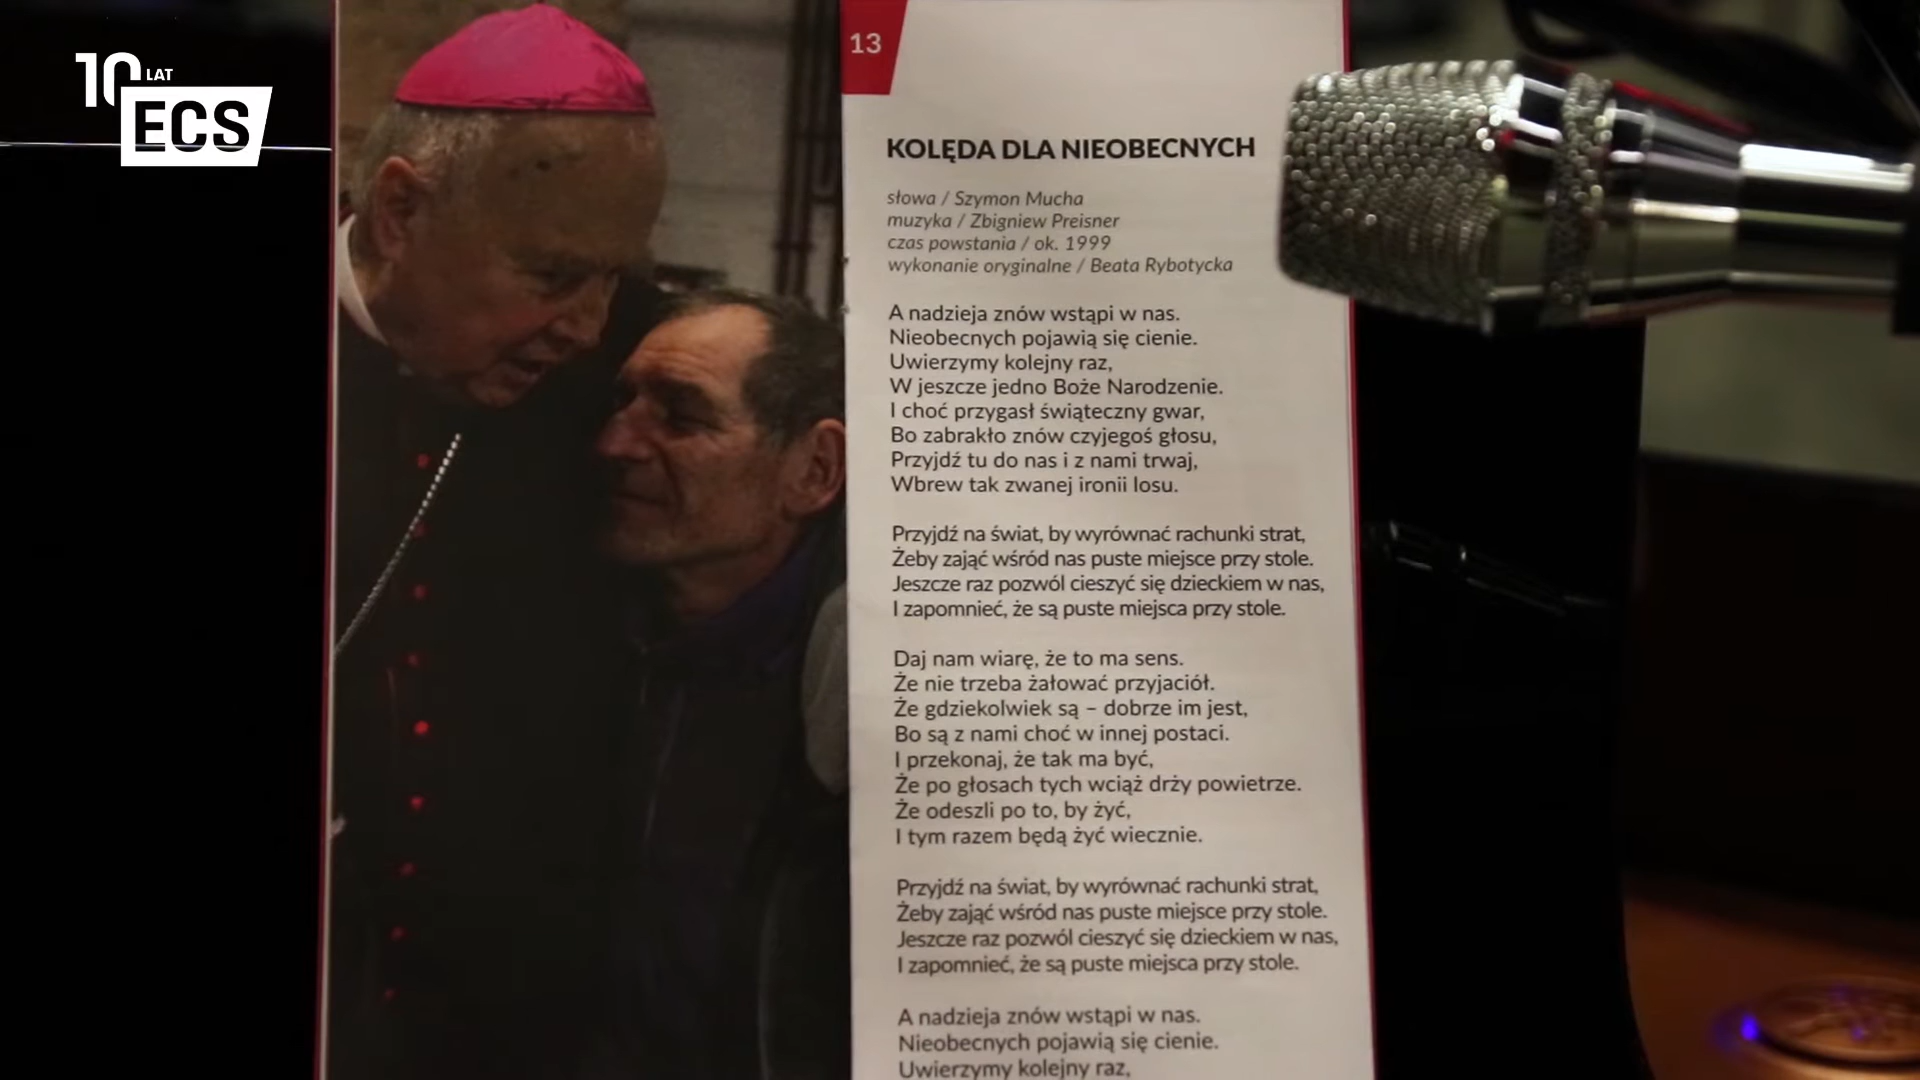 10 LAT
ECS
13
KOLĘDA DLA NIEOBECNYCH
słowa / Szymon Mucha
muzyka / Zbigniew Preisner
czas powstania / ok. 1999
wykonanie oryginalne / Beata Rybotycka
A nadzieja znów wstąpi w nas.
Nieobecnych pojawią się cienie.
Uwierzymy kolejny raz,
W jeszcze jedno Boże Narodzenie.
I choć przygasł świąteczny gwar,
Bo zabrakło znów czyjegoś głosu,
Przyjdź tu do nas i z nami trwaj,
Wbrew tak zwanej ironii losu.
Przyjdź na świat, by wyrównać rachunki strat,
Żeby zająć wśród nas puste miejsce przy stole.
Jeszcze raz pozwól cieszyć się dzieckiem w nas,
I zapomnieć, że są puste miejsca przy stole.
Daj nam wiarę, że to ma sens.
Że nie trzeba żałować przyjaciół.
Że gdziekolwiek są – dobrze im jest,
Bo są z nami choć w innej postaci.
I przekonaj, że tak ma być,
Że po głosach tych wciąż drży powietrze.
Że odeszli po to, by żyć,
I tym razem będą żyć wiecznie.
Przyjdź na świat, by wyrównać rachunki strat,
Żeby zająć wśród nas puste miejsce przy stole.
Jeszcze raz pozwól cieszyć się dzieckiem w nas,
I zapomnieć, że są puste miejsca przy stole.
A nadzieja znów wstąpi w nas.
Nieobecnych pojawią się cienie.
Uwierzymy kolejny raz,